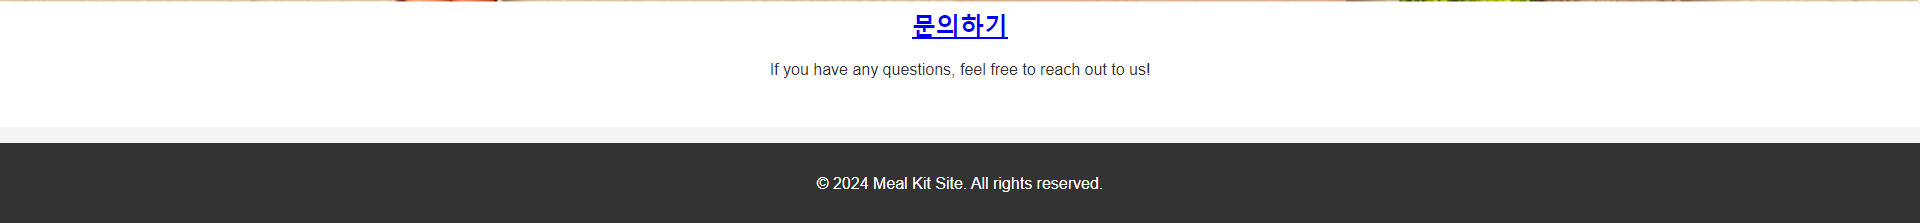 문의하기
If you have any questions, feel free to reach out to us!
© 2024 Meal Kit Site. All rights reserved.